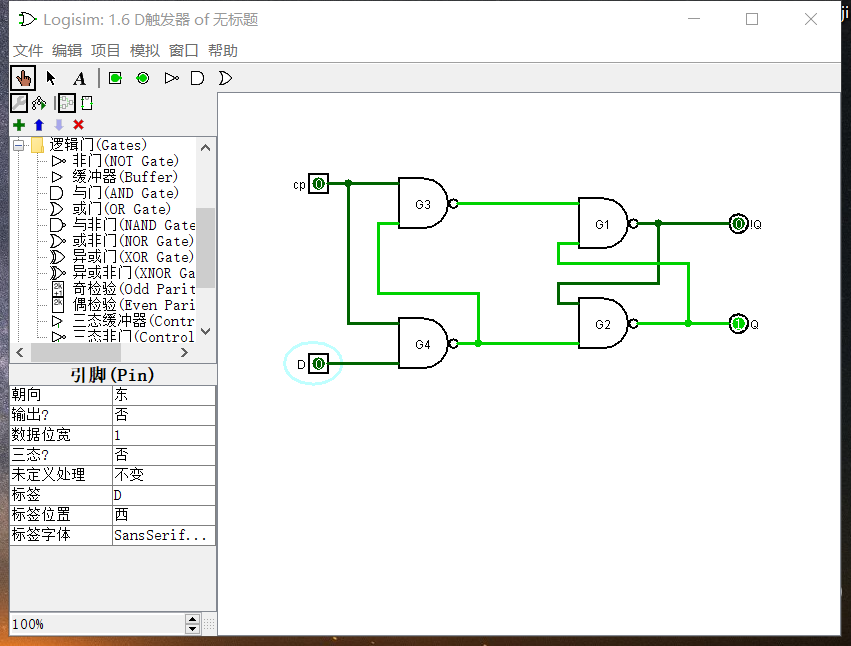 Logisim: 1.6 D触发器 of 无标题
文件 编辑 项目 模拟 窗口 帮助
A
逻辑门(Gates)
非门(NOT Gate)
缓冲器(Buffer)
与门(AND Gate)
或门(OR Gate)
与非门(NAND Gate
或非门(NOR Gate)
异或门(XOR Gate)
异或非门(XNOR Ga
奇检验(Odd Parit
偶检验(Even Pari
三态缓冲器(Contr
三态非门(Control
引脚(Pin)
朝向 东
输出? 否
数据位宽 1
三态? 否
未定义处理 不变
标签 D
标签位置 西
标签字体 SansSerif...
100%
cp 0
G3
G1
0 !Q
G2
1 Q
G4
D 0
ji